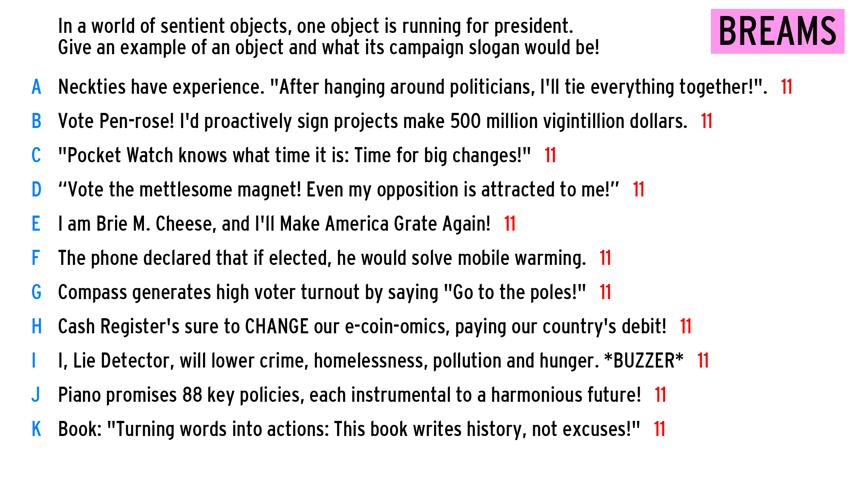 In a world of sentient objects, one object is running for president.
Give an example of an object and what its campaign slogan would be!
BREAMS
A Neckties have experience. "After hanging around politicians, I'll tie everything together!". 11
B Vote Pen-rose! I'd proactively sign projects make 500 million vigintillion dollars. 11
C "Pocket Watch knows what time it is: Time for big changes!" 11
D “Vote the mettlesome magnet! Even my opposition is attracted to me!” 11
E I am Brie M. Cheese, and I'll Make America Grate Again! 11
F The phone declared that if elected, he would solve mobile warming. 11
G Compass generates high voter turnout by saying "Go to the poles!" 11
H Cash Register's sure to CHANGE our e-coin-omics, paying our country's debit! 11
I I, Lie Detector, will lower crime, homelessness, pollution and hunger. *BUZZER* 11
J Piano promises 88 key policies, each instrumental to a harmonious future! 11
K Book: "Turning words into actions: This book writes history, not excuses!" 11